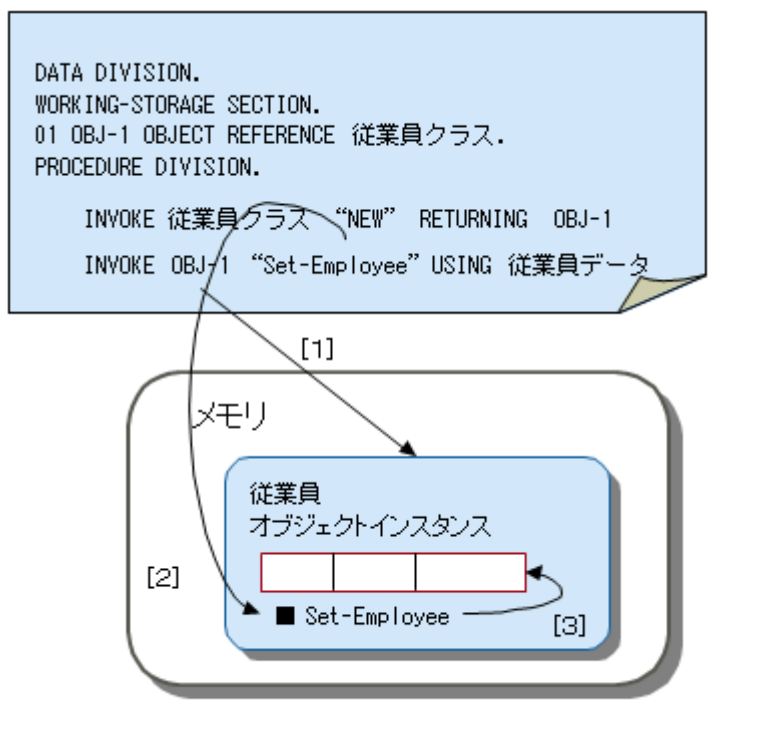 DATA DIVISION.
WORKING-STORAGE SECTION.
01 OBJ-1 OBJECT REFERENCE 従業員クラス.
PROCEDURE DIVISION.
INVOKE 従業員クラス “NEW” RETURNING OBJ-1
INVOKE OBJ-1 “Set-Employee” USING 従業員データ
[1]
メモリ
従業員
オブジェクトインスタンス
[2]
■ Set-Employee
[3]